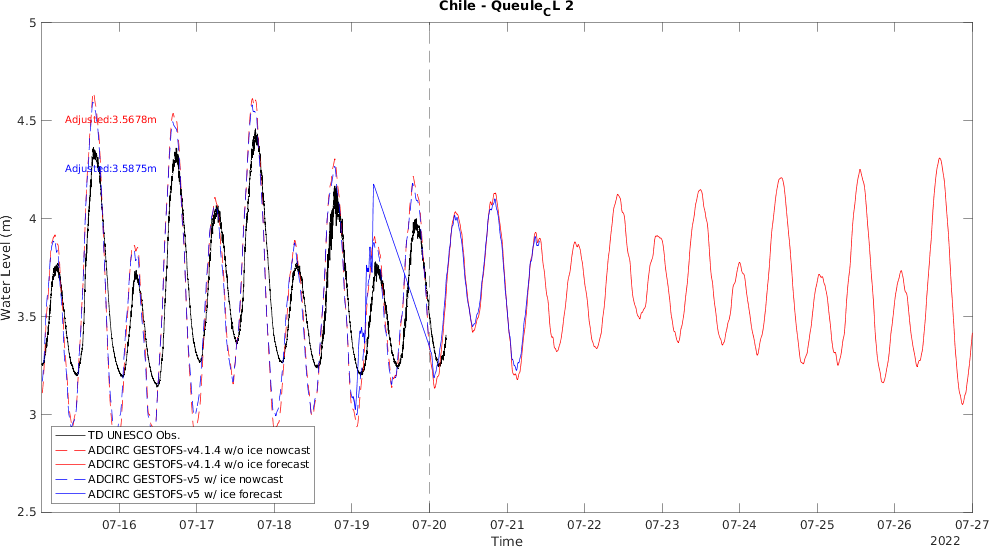 Chile - Queule_CL 2
Water Level (m)
5
4.5
4
3.5
3
2.5
Adjusted:3.5678m
Adjusted:3.5875m
TD UNESCO Obs.
ADCIRC GESTOFS-v4.1.4 w/o ice nowcast
ADCIRC GESTOFS-v4.1.4 w/o ice forecast
ADCIRC GESTOFS-v5 w/ ice nowcast
ADCIRC GESTOFS-v5 w/ ice forecast
07-16 07-17 07-18 07-19 07-20 07-21 07-22 07-23 07-24 07-25 07-26 07-27
Time
2022